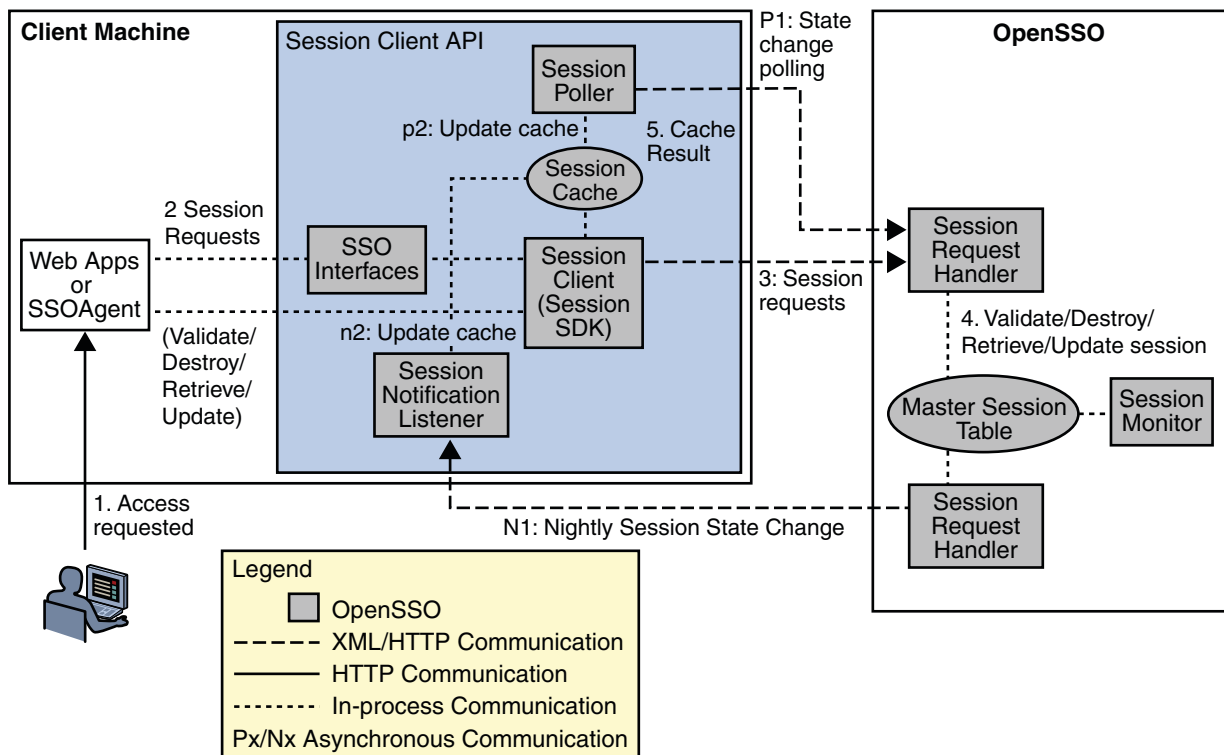 Client Machine
Session Client API
Session
Poller
P1: State
change
polling
OpenSSO
p2: Update cache
5. Cache
Result
Session
Cache
2 Session
Requests
Web Apps
or
SSOAgent
SSO
Interfaces
Session
Client
(Session
SDK)
3: Session
requests
Session
Request
Handler
(Validate/
Destroy/
Retrieve/
Update)
n2: Update cache
Session
Notification
Listener
4. Validate/Destroy/
Retrieve/Update session
Master Session
Table
Session
Monitor
1. Access
requested
N1: Nightly Session State Change
Session
Request
Handler
Legend
OpenSSO
XML/HTTP Communication
HTTP Communication
In-process Communication
Px/Nx Asynchronous Communication